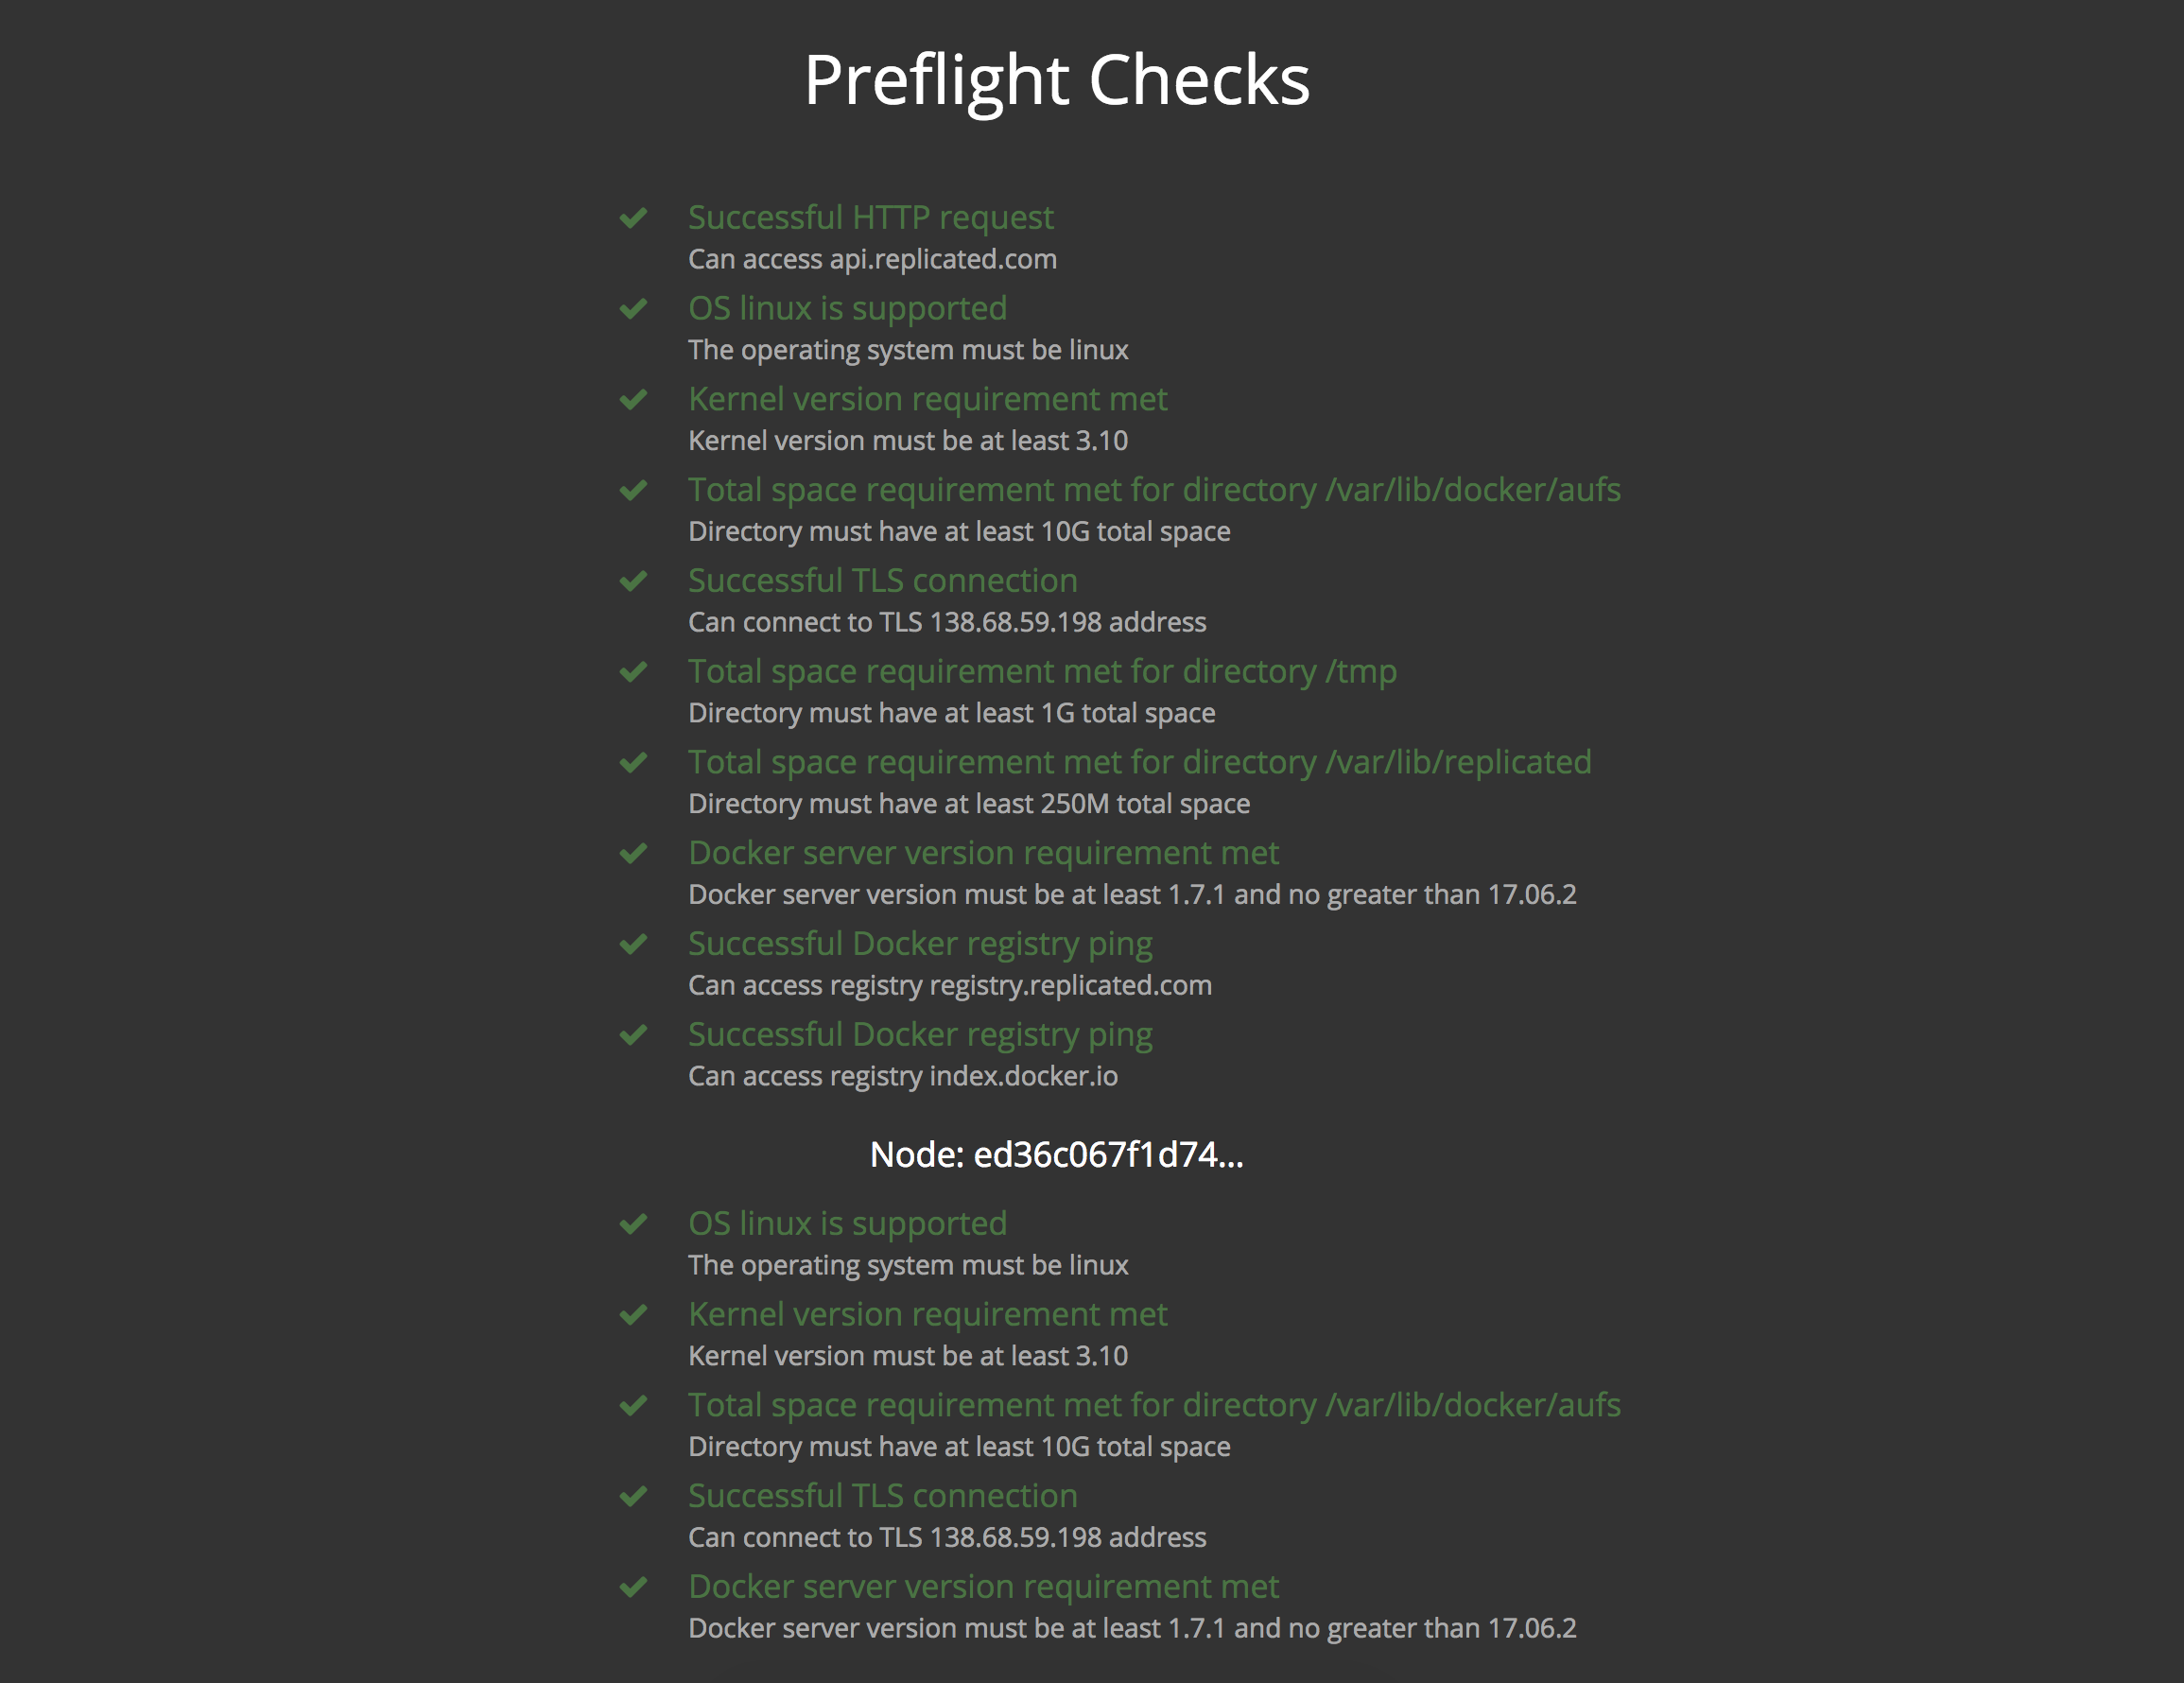 Preflight Checks
Successful HTTP request
Can access api.replicated.com
OS linux is supported
The operating system must be linux
Kernel version requirement met
Kernel version must be at least 3.10
Total space requirement met for directory /var/lib/docker/aufs
Directory must have at least 10G total space
Successful TLS connection
Can connect to TLS 138.68.59.198 address
Total space requirement met for directory /tmp
Directory must have at least 1G total space
Total space requirement met for directory /var/lib/replicated
Directory must have at least 250M total space
Docker server version requirement met
Docker server version must be at least 1.7.1 and no greater than 17.06.2
Successful Docker registry ping
Can access registry registry.replicated.com
Successful Docker registry ping
Can access registry index.docker.io
Node: ed36c067f1d74...
OS linux is supported
The operating system must be linux
Kernel version requirement met
Kernel version must be at least 3.10
Total space requirement met for directory /var/lib/docker/aufs
Directory must have at least 10G total space
Successful TLS connection
Can connect to TLS 138.68.59.198 address
Docker server version requirement met
Docker server version must be at least 1.7.1 and no greater than 17.06.2